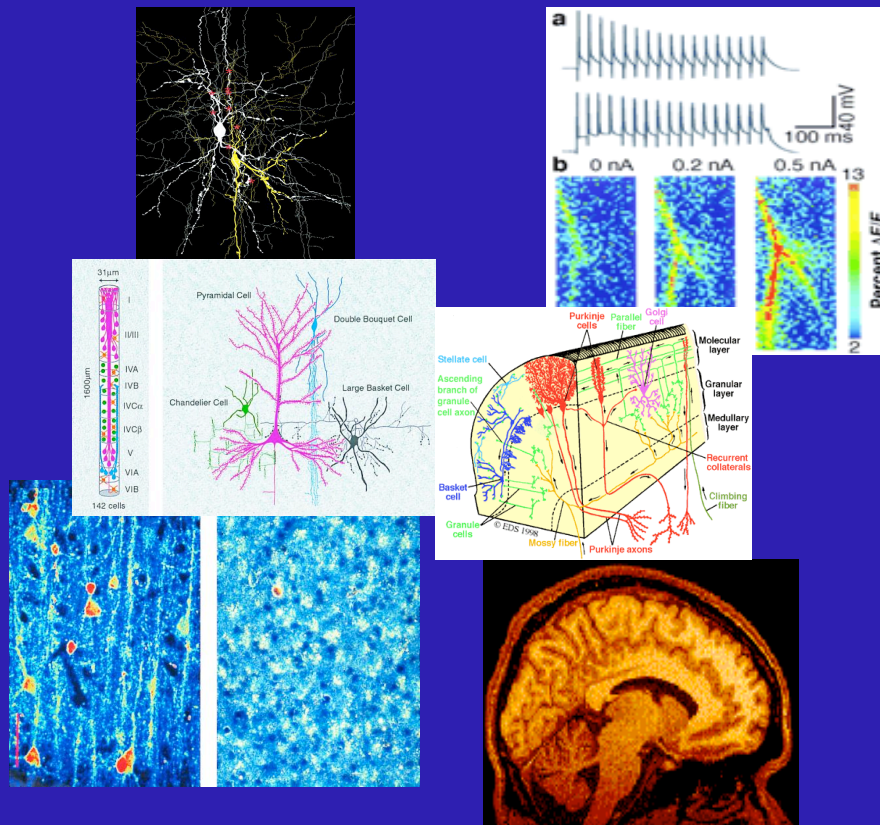 a
40 mV
100 ms
b
0 nA
0.2 nA
0.5 nA
13
Percent ΔF/F
2
31µm
1600µm
I
II/III
IVA
IVB
IVCα
IVCβ
V
VIA
VIB
142 cells
Pyramidal Cell
Double Bouquet Cell
Chandelier Cell
Large Basket Cell
Purkinje
cells
Parallel
fiber
Golgi
cell
Molecular
layer
Granular
layer
Medullary
layer
Stellate cell
Ascending
branch of
granule
cell axon
Basket
cell
Granule
cells
© EDS 1998
Mossy fiber
Purkinje axons
Recurrent
collaterals
Climbing
fiber